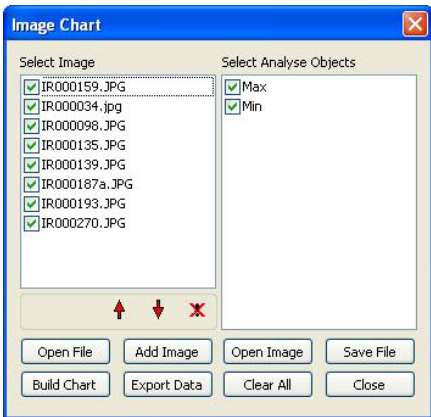 Image Chart
Select Image
Select Analyse Objects
IR000159.JPG
IR000034.jpg
IR000098.JPG
IR000135.JPG
IR000139.JPG
IR000187a.JPG
IR000193.JPG
IR000270.JPG
Max
Min
Open File
Add Image
Open Image
Save File
Build Chart
Export Data
Clear All
Close